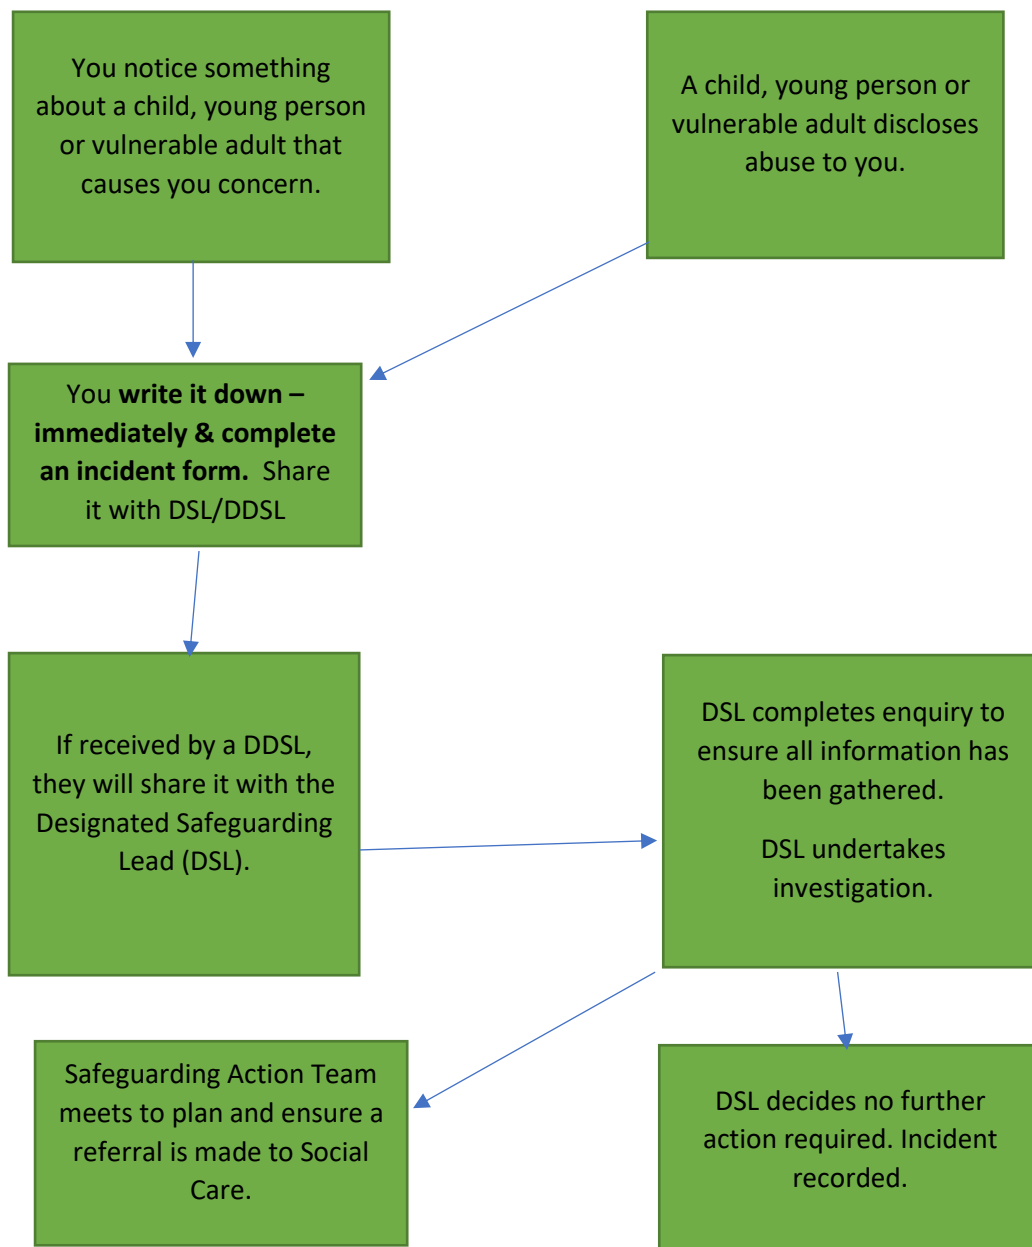 You notice something
about a child, young person
or vulnerable adult that
causes you concern.
A child, young person or
vulnerable adult discloses
abuse to you.
You write it down –
immediately & complete
an incident form.  Share
it with DSL/DDSL
If received by a DDSL,
they will share it with the
Designated Safeguarding
Lead (DSL).
DSL completes enquiry to
ensure all information has
been gathered.
DSL undertakes
investigation.
Safeguarding Action Team
meets to plan and ensure a
referral is made to Social
Care.
DSL decides no further
action required. Incident
recorded.